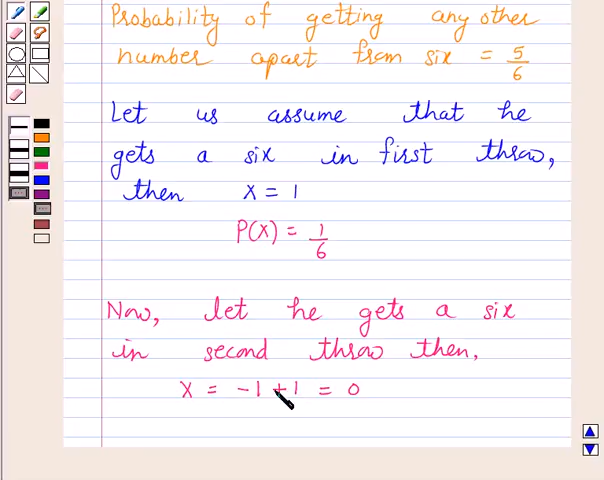 Probability of getting any other
number apart from six = 5/6
Let us assume that he
gets a six in first throw,
then x = 1
P(X) = 1/6
Now, let he gets a six
in second throw then,
X = -1 + 1 = 0